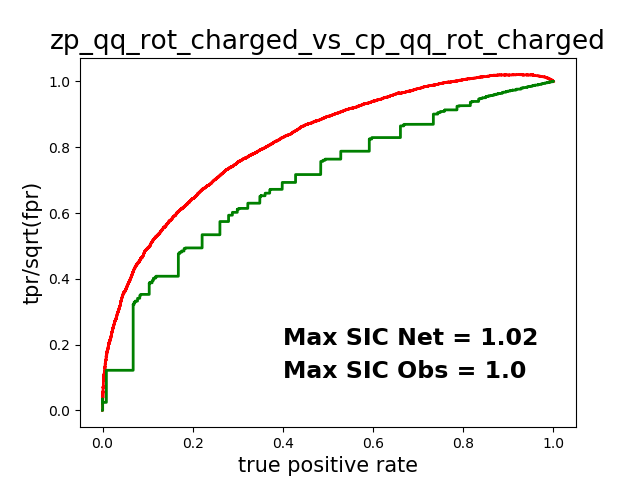 zp_qq_rot_charged_vs_cp_qq_rot_charged
1.0
0.8
0.6
0.4
0.2
0.0
tpr/sqrt(fpr)
Max SIC Net = 1.02
Max SIC Obs = 1.0
0.0 0.2 0.4 0.6 0.8 1.0
true positive rate